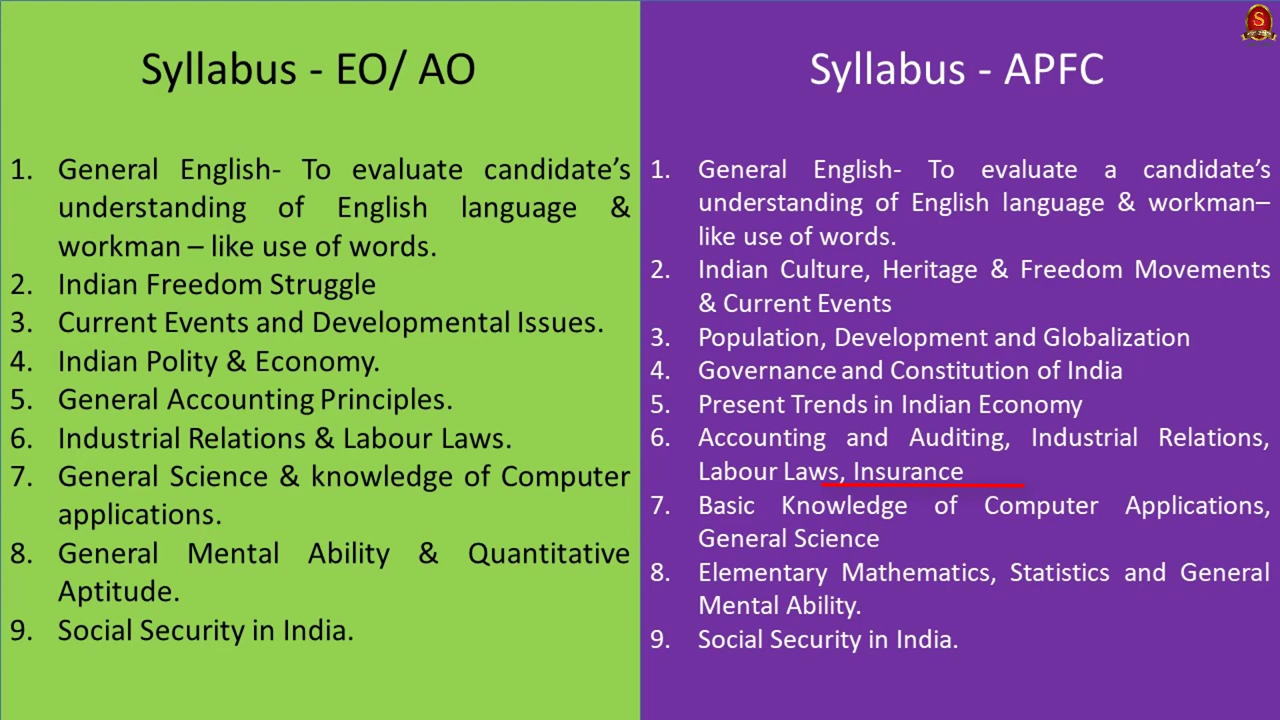 Syllabus - EO/ AO
1. General English- To evaluate candidate’s
understanding of English language &
workman – like use of words.
2. Indian Freedom Struggle
3. Current Events and Developmental Issues.
4. Indian Polity & Economy.
5. General Accounting Principles.
6. Industrial Relations & Labour Laws.
7. General Science & knowledge of Computer
applications.
8. General Mental Ability & Quantitative
Aptitude.
9. Social Security in India.
Syllabus - APFC
1. General English- To evaluate a candidate’s
understanding of English language & workman–
like use of words.
2. Indian Culture, Heritage & Freedom Movements
& Current Events
3. Population, Development and Globalization
4. Governance and Constitution of India
5. Present Trends in Indian Economy
6. Accounting and Auditing, Industrial Relations,
Labour Laws, Insurance
7. Basic Knowledge of Computer Applications,
General Science
8. Elementary Mathematics, Statistics and General
Mental Ability.
9. Social Security in India.
S